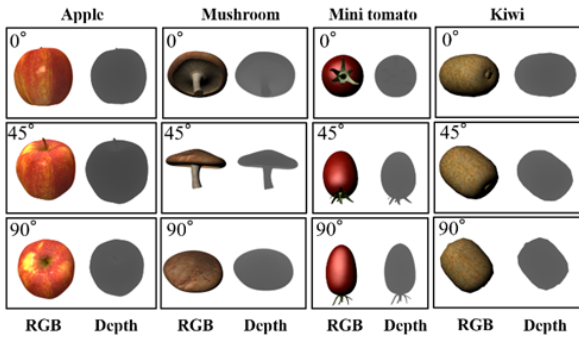 Apple Mushroom Mini tomato Kiwi
0° 0° 0° 0°
45° 45° 45° 45°
90° 90° 90° 90°
RGB Depth RGB Depth RGB Depth RGB Depth